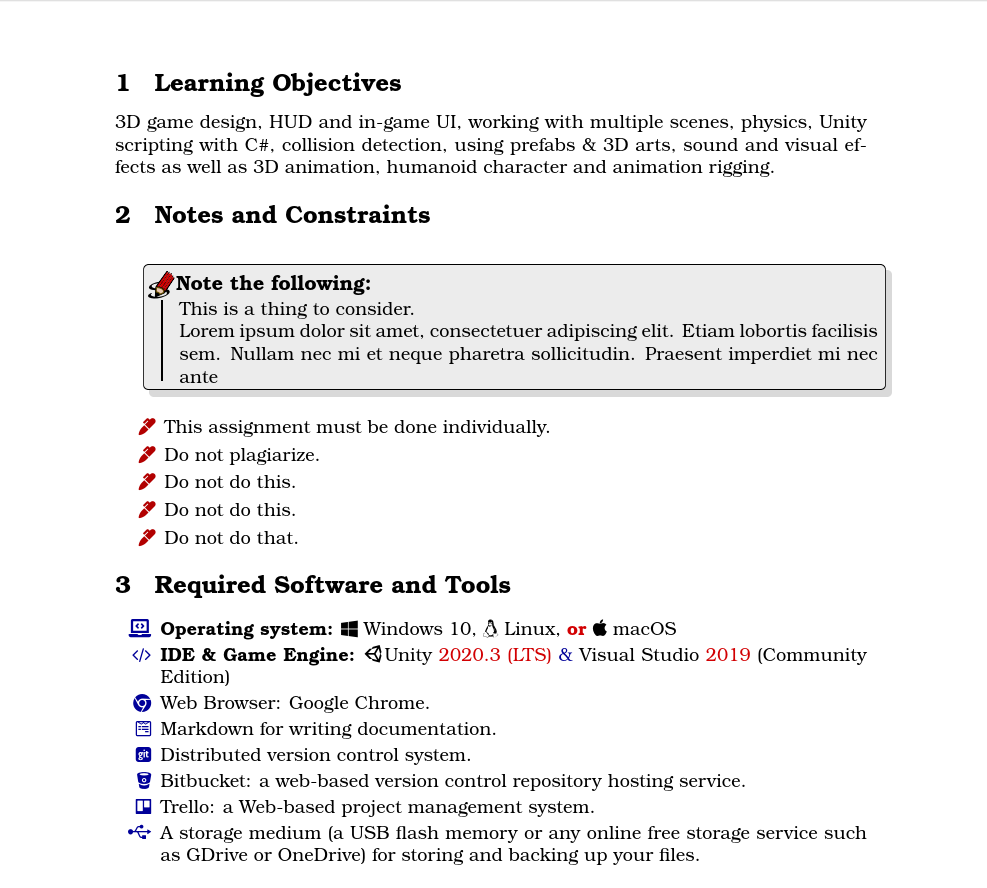 1 Learning Objectives
3D game design, HUD and in-game UI, working with multiple scenes, physics, Unity
scripting with C#, collision detection, using prefabs & 3D arts, sound and visual ef-
fects as well as 3D animation, humanoid character and animation rigging.
2 Notes and Constraints
Note the following:
This is a thing to consider.
Lorem ipsum dolor sit amet, consectetuer adipiscing elit. Etiam lobortis facilisis
sem. Nullam nec mi et neque pharetra sollicitudin. Praesent imperdiet mi nec
ante
This assignment must be done individually.
Do not plagiarize.
Do not do this.
Do not do this.
Do not do that.
3 Required Software and Tools
Operating system: Windows 10, Linux, or macOS
</> IDE & Game Engine: Unity 2020.3 (LTS) & Visual Studio 2019 (Community
Edition)
Web Browser: Google Chrome.
Markdown for writing documentation.
git Distributed version control system.
Bitbucket: a web-based version control repository hosting service.
Trello: a Web-based project management system.
A storage medium (a USB flash memory or any online free storage service such
as GDrive or OneDrive) for storing and backing up your files.